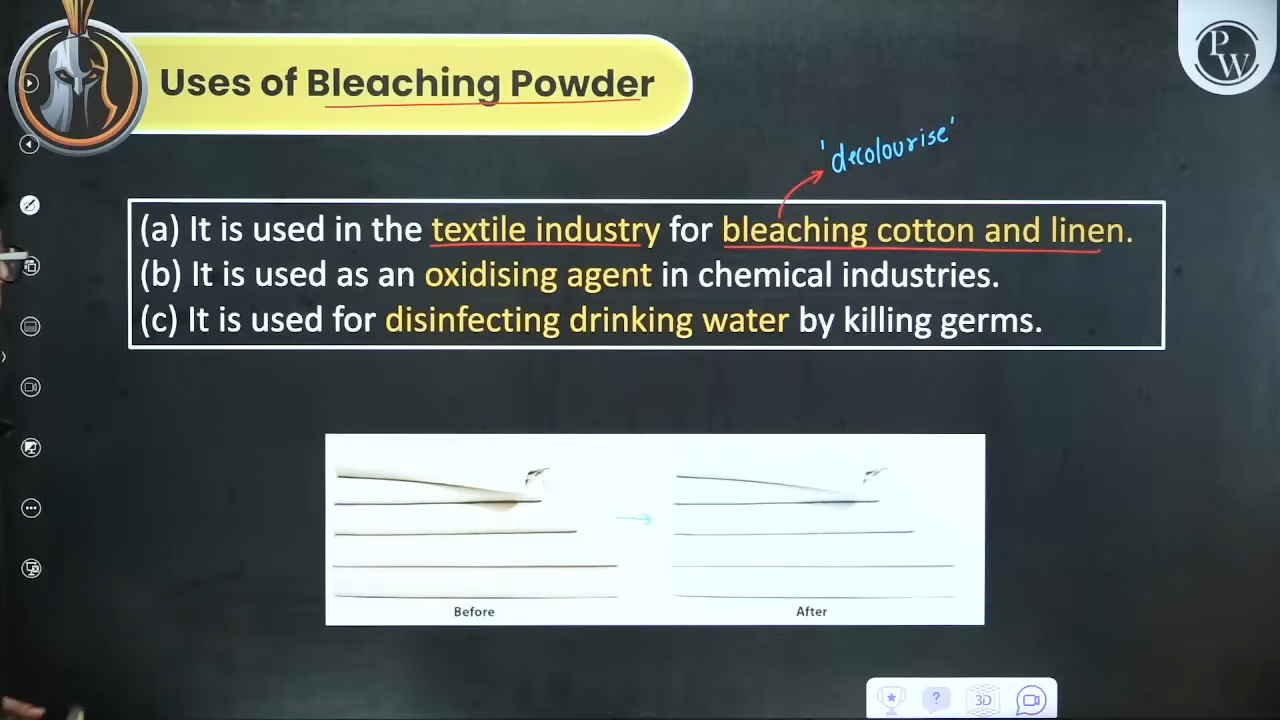 Uses of Bleaching Powder
PW
'decolourise'
(a) It is used in the textile industry for bleaching cotton and linen.
(b) It is used as an oxidising agent in chemical industries.
(c) It is used for disinfecting drinking water by killing germs.
Before
After
?
3D